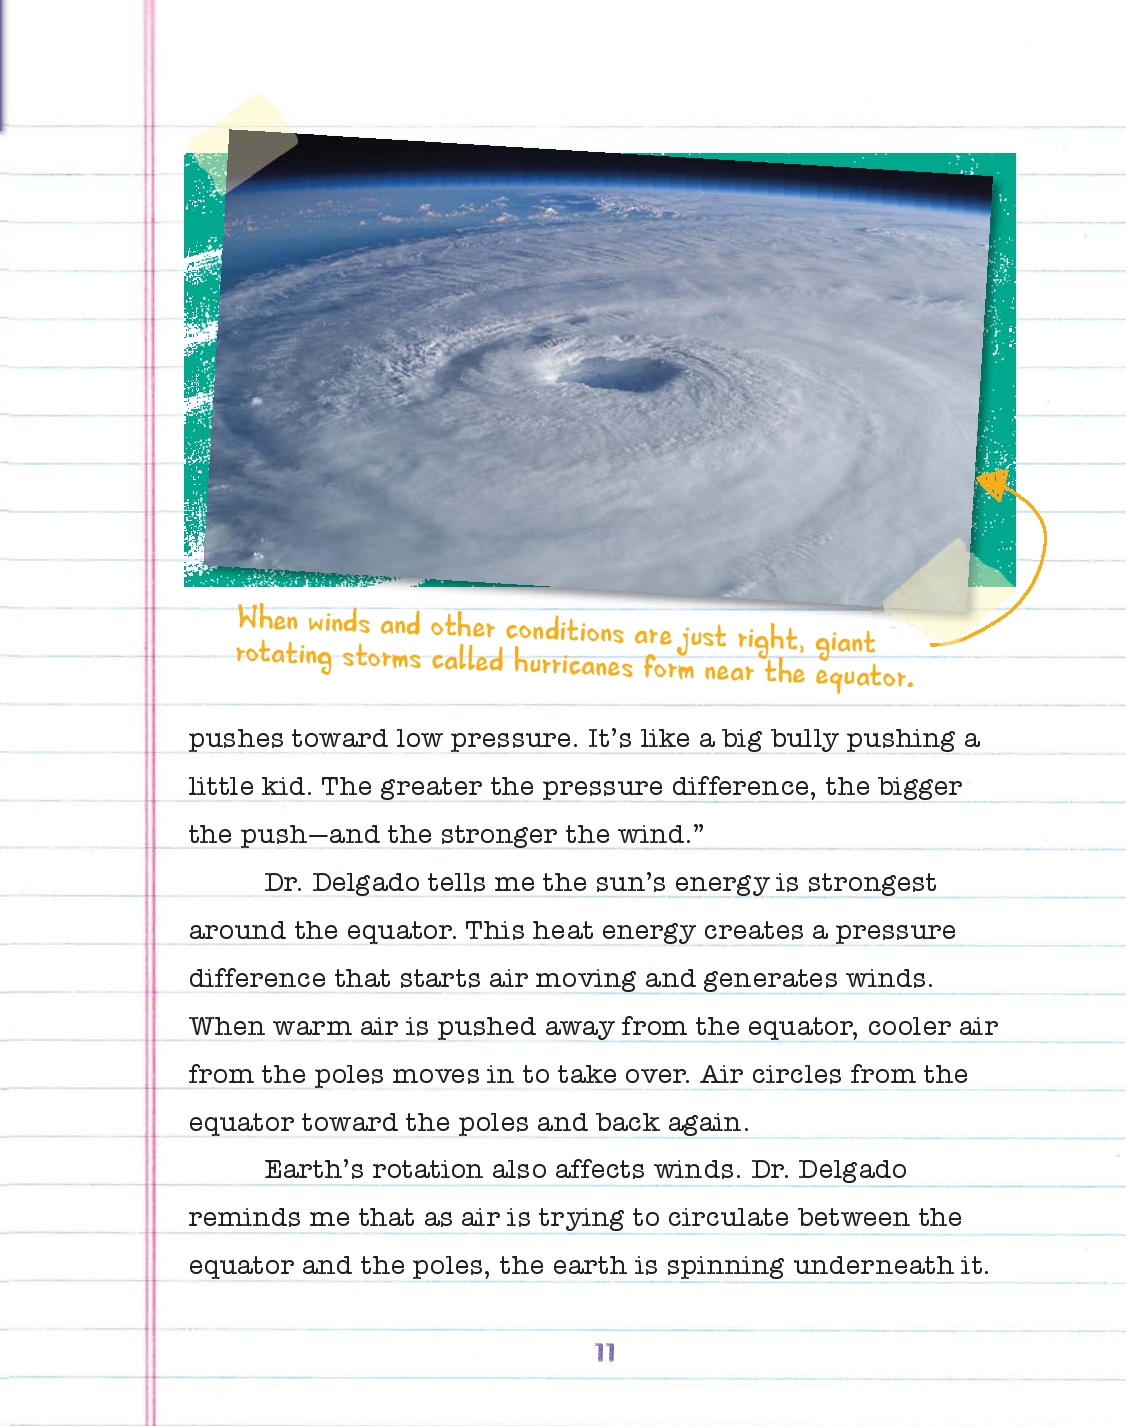 When winds and other conditions are just right, giant
rotating storms called hurricanes form near the equator.
pushes toward low pressure. It’s like a big bully pushing a
little kid. The greater the pressure difference, the bigger
the push—and the stronger the wind.”
Dr. Delgado tells me the sun’s energy is strongest
around the equator. This heat energy creates a pressure
difference that starts air moving and generates winds.
When warm air is pushed away from the equator, cooler air
from the poles moves in to take over. Air circles from the
equator toward the poles and back again.
Earth’s rotation also affects winds. Dr. Delgado
reminds me that as air is trying to circulate between the
equator and the poles, the earth is spinning underneath it.
11